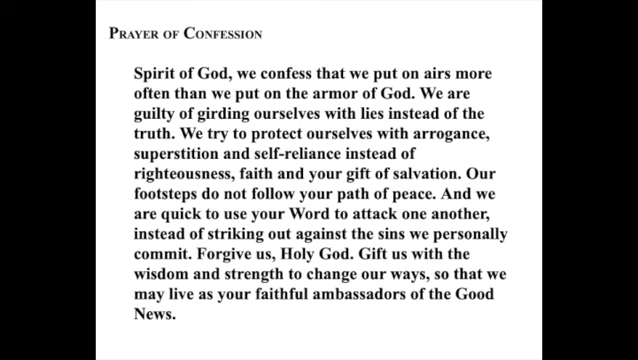 PRAYER OF CONFESSION
Spirit of God, we confess that we put on airs more
often than we put on the armor of God. We are
guilty of girding ourselves with lies instead of the
truth. We try to protect ourselves with arrogance,
superstition and self-reliance instead of
righteousness, faith and your gift of salvation. Our
footsteps do not follow your path of peace. And we
are quick to use your Word to attack one another,
instead of striking out against the sins we personally
commit. Forgive us, Holy God. Gift us with the
wisdom and strength to change our ways, so that we
may live as your faithful ambassadors of the Good
News.